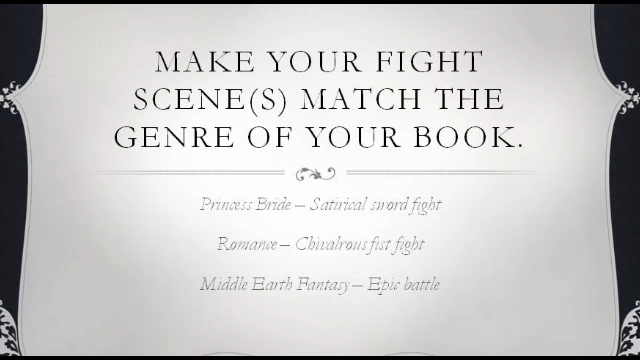 MAKE YOUR FIGHT
SCENE(S) MATCH THE
GENRE OF YOUR BOOK.
Princess Bride – Satirical sword fight
Romance – Chivalrous fist fight
Middle Earth Fantasy – Epic battle